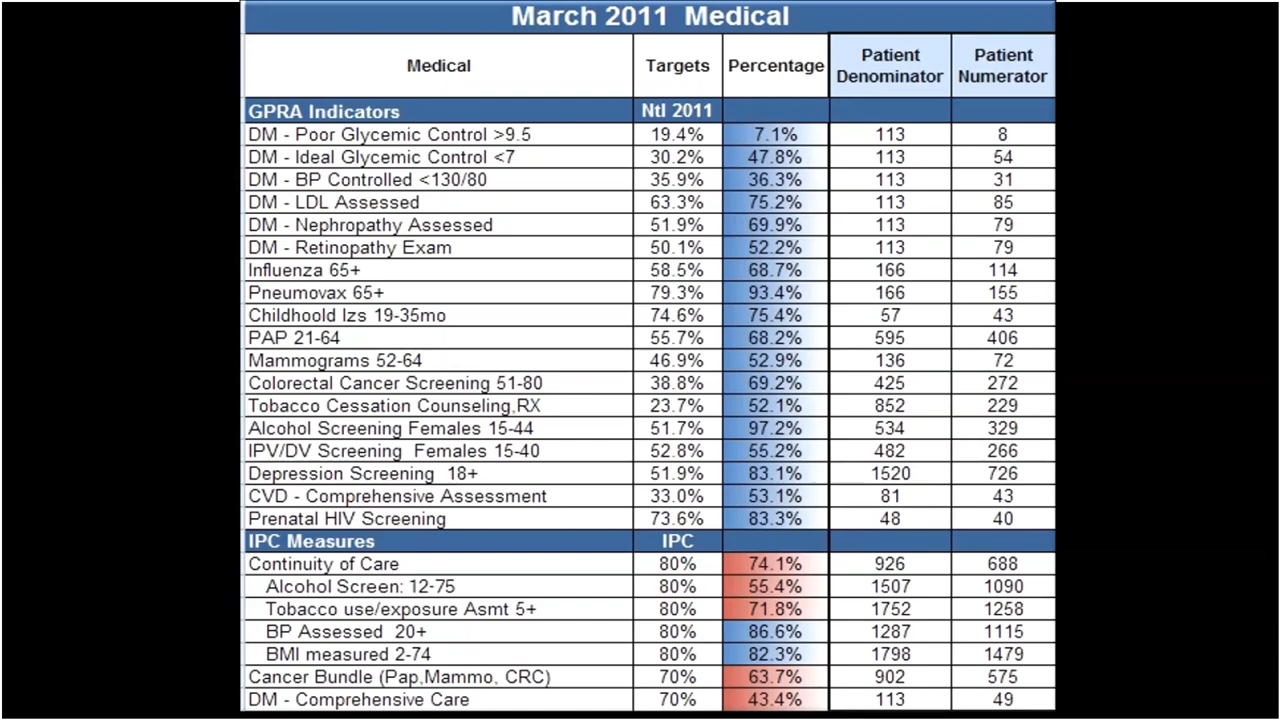 March 2011 Medical
Medical Targets Percentage Patient Denominator Patient Numerator
GPRA Indicators Ntl 2011
DM - Poor Glycemic Control >9.5 19.4% 7.1% 113 8
DM - Ideal Glycemic Control <7 30.2% 47.8% 113 54
DM - BP Controlled <130/80 35.9% 36.3% 113 31
DM - LDL Assessed 63.3% 75.2% 113 85
DM - Nephropathy Assessed 51.9% 69.9% 113 79
DM - Retinopathy Exam 50.1% 52.2% 113 79
Influenza 65+ 58.5% 68.7% 166 114
Pneumovax 65+ 79.3% 93.4% 166 155
Childhoold Izs 19-35mo 74.6% 75.4% 57 43
PAP 21-64 55.7% 68.2% 595 406
Mammograms 52-64 46.9% 52.9% 136 72
Colorectal Cancer Screening 51-80 38.8% 69.2% 425 272
Tobacco Cessation Counseling,RX 23.7% 52.1% 852 229
Alcohol Screening Females 15-44 51.7% 97.2% 534 329
IPV/DV Screening Females 15-40 52.8% 55.2% 482 266
Depression Screening 18+ 51.9% 83.1% 1520 726
CVD - Comprehensive Assessment 33.0% 53.1% 81 43
Prenatal HIV Screening 73.6% 83.3% 48 40
IPC Measures IPC
Continuity of Care 80% 74.1% 926 688
Alcohol Screen: 12-75 80% 55.4% 1507 1090
Tobacco use/exposure Asmt 5+ 80% 71.8% 1752 1258
BP Assessed 20+ 80% 86.6% 1287 1115
BMI measured 2-74 80% 82.3% 1798 1479
Cancer Bundle (Pap,Mammo, CRC) 70% 63.7% 902 575
DM - Comprehensive Care 70% 43.4% 113 49